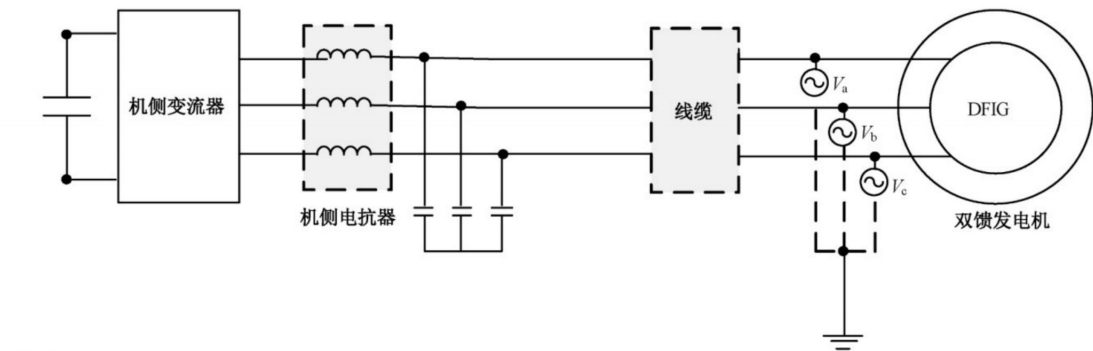 机侧变流器
机侧电抗器
线缆
Va
Vb
Vc
DFIG
双馈发电机